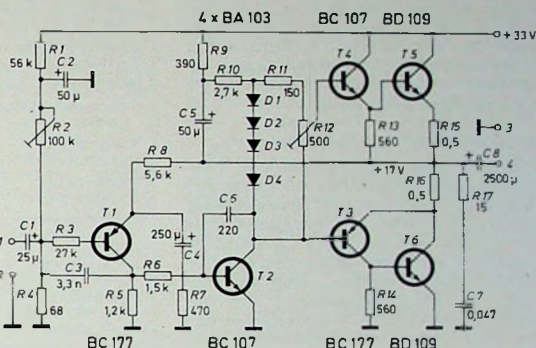 4 x BA 103 BC 107 BD 109
+ 33V
R1
56 k
C2
50 µ
R9
390
R10
2,7k
R11
150
T4
T5
D1
D2
D3
D4
R2
100 k
C5
50 µ
R12
500
R13
560
R15
0,5
3
R8
5,6 k
+ 17V
C8
4
2500 µ
R16
0,5
R17
15
C1
25 µ
R3
27 k
T1
250 µ
C4
C6
220
T2
T3
T6
C3
3,3 n
R6
1,5 k
R4
68
R5
1,2 k
R7
470
R14
560
C7
0,047
BC 177 BC 107 BC 177 BD 109